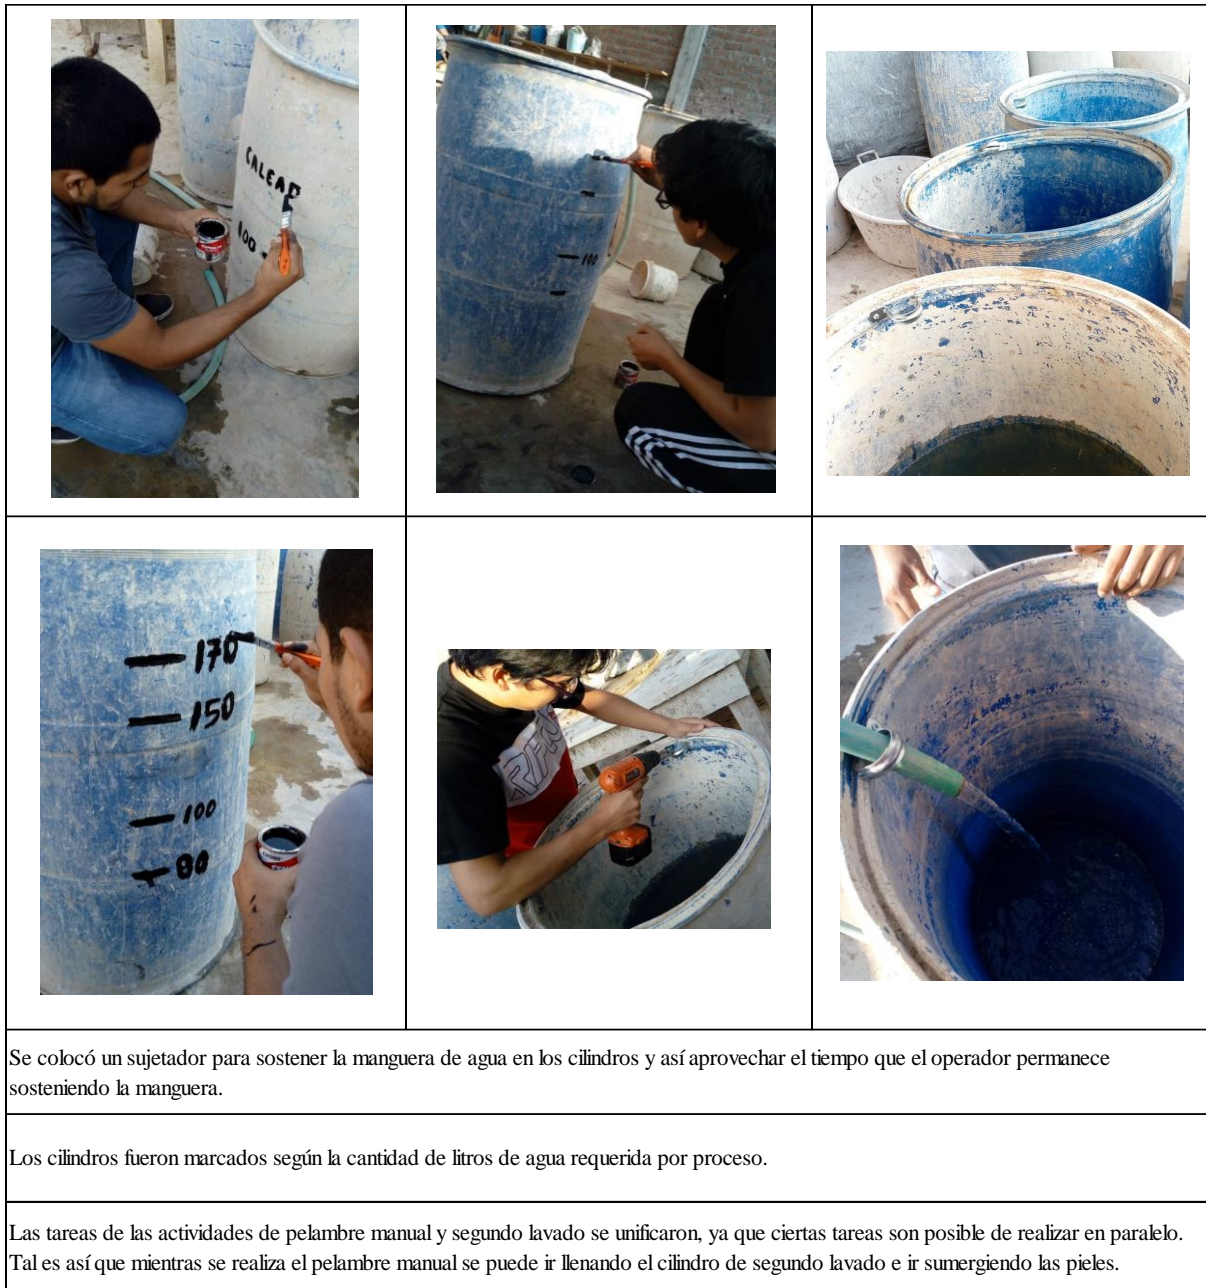 CALEAR
100
100
170
150
100
80
Se colocó un sujetador para sostener la manguera de agua en los cilindros y así aprovechar el tiempo que el operador permanece
sosteniendo la manguera.
Los cilindros fueron marcados según la cantidad de litros de agua requerida por proceso.
Las tareas de las actividades de pelambre manual y segundo lavado se unificaron, ya que ciertas tareas son posible de realizar en paralelo.
Tal es así que mientras se realiza el pelambre manual se puede ir llenando el cilindro de segundo lavado e ir sumergiendo las pieles.